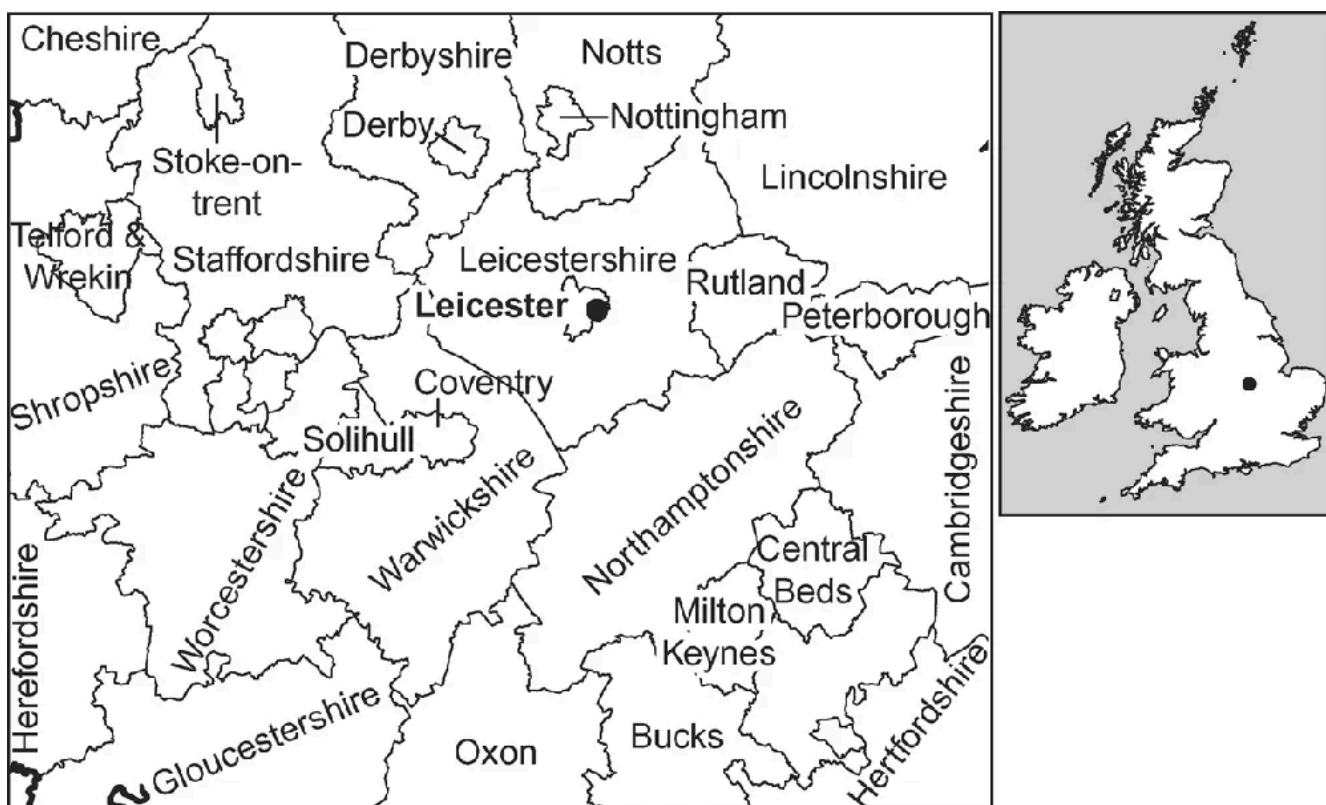 Cheshire
Derbyshire
Notts
Derby
Nottingham
Stoke-on-
trent
Lincolnshire
Telford &
Wrekin
Staffordshire
Leicestershire
Rutland
Leicester
Peterborough
Shropshire
Coventry
Solihull
Cambridgeshire
Northamptonshire
Warwickshire
Worcestershire
Herefordshire
Central
Beds
Milton
Keynes
Gloucestershire
Oxon
Bucks
Hertfordshire